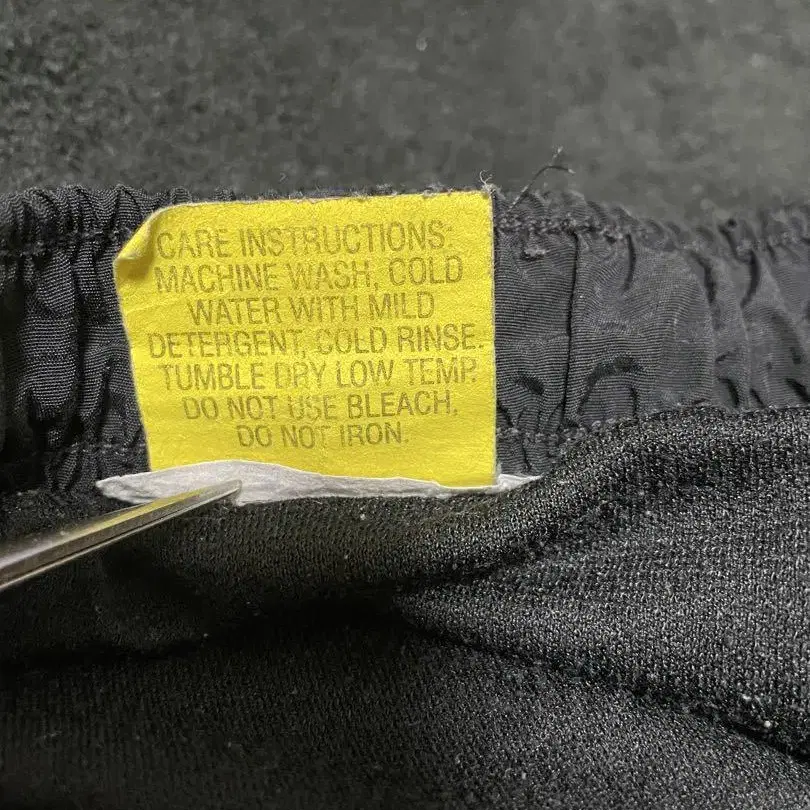 CARE INSTRUCTIONS:
MACHINE WASH, COLD
WATER WITH MILD
DETERGENT, COLD RINSE.
TUMBLE DRY LOW TEMP.
DO NOT USE BLEACH.
DO NOT IRON.